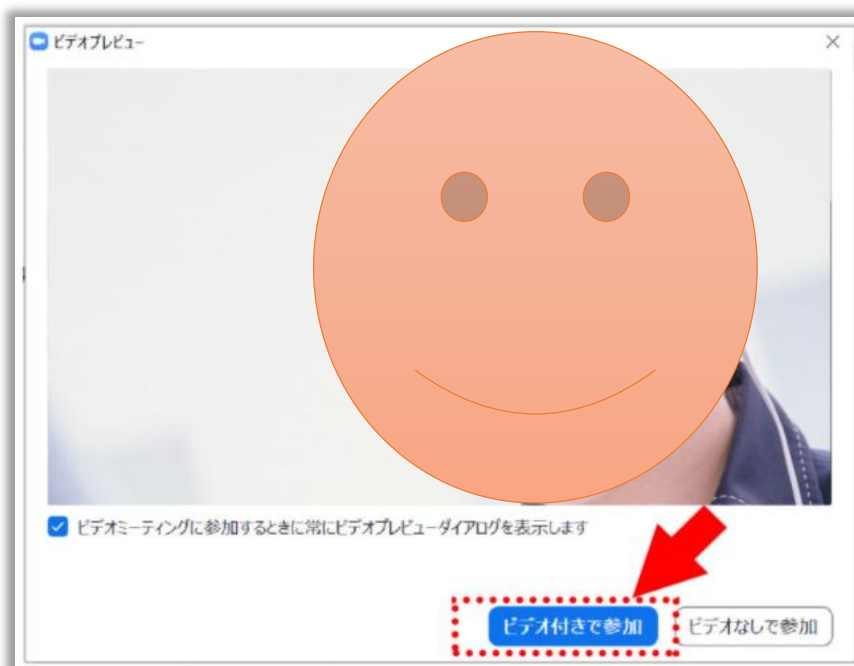 ビデオプレビュー
ビデオミーティングに参加するときに常にビデオプレビューダイアログを表示します
ビデオ付きで参加
ビデオなしで参加